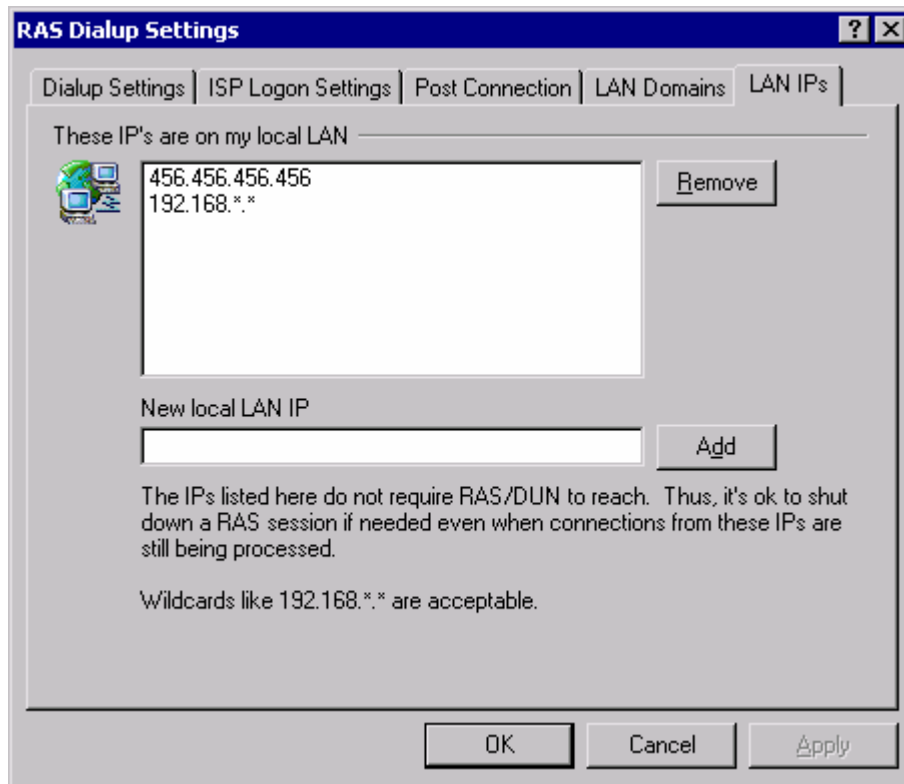 RAS Dialup Settings
Dialup Settings ISP Logon Settings Post Connection LAN Domains LAN IPs
These IP's are on my local LAN
456.456.456.456
192.168.*.*
Remove
New local LAN IP
Add
The IPs listed here do not require RAS/DUN to reach. Thus, it's ok to shut
down a RAS session if needed even when connections from these IPs are
still being processed.
Wildcards like 192.168.*.* are acceptable.
OK Cancel Apply